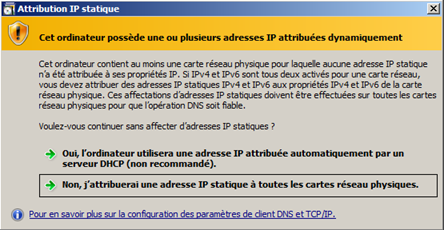 Attribution IP statique
Cet ordinateur possède une ou plusieurs adresses IP attribuées dynamiquement
Cet ordinateur contient au moins une carte réseau physique pour laquelle aucune adresse IP statique
n'a été attribuée à ses propriétés IP. Si IPv4 et IPv6 sont tous deux activés pour une carte réseau,
vous devez attribuer des adresses IP statiques IPv4 et IPv6 aux propriétés IPv4 et IPv6 de la carte
réseau physique. Ces affectations d'adresses IP statiques doivent être effectuées sur toutes les cartes
réseau physiques pour que l'opération DNS soit fiable.
Voulez-vous continuer sans affecter d'adresses IP statiques ?
Oui, l'ordinateur utilisera une adresse IP attribuée automatiquement par un
serveur DHCP (non recommandé).
Non, j'attribuerai une adresse IP statique à toutes les cartes réseau physiques.
Pour en savoir plus sur la configuration des paramètres de client DNS et TCP/IP.